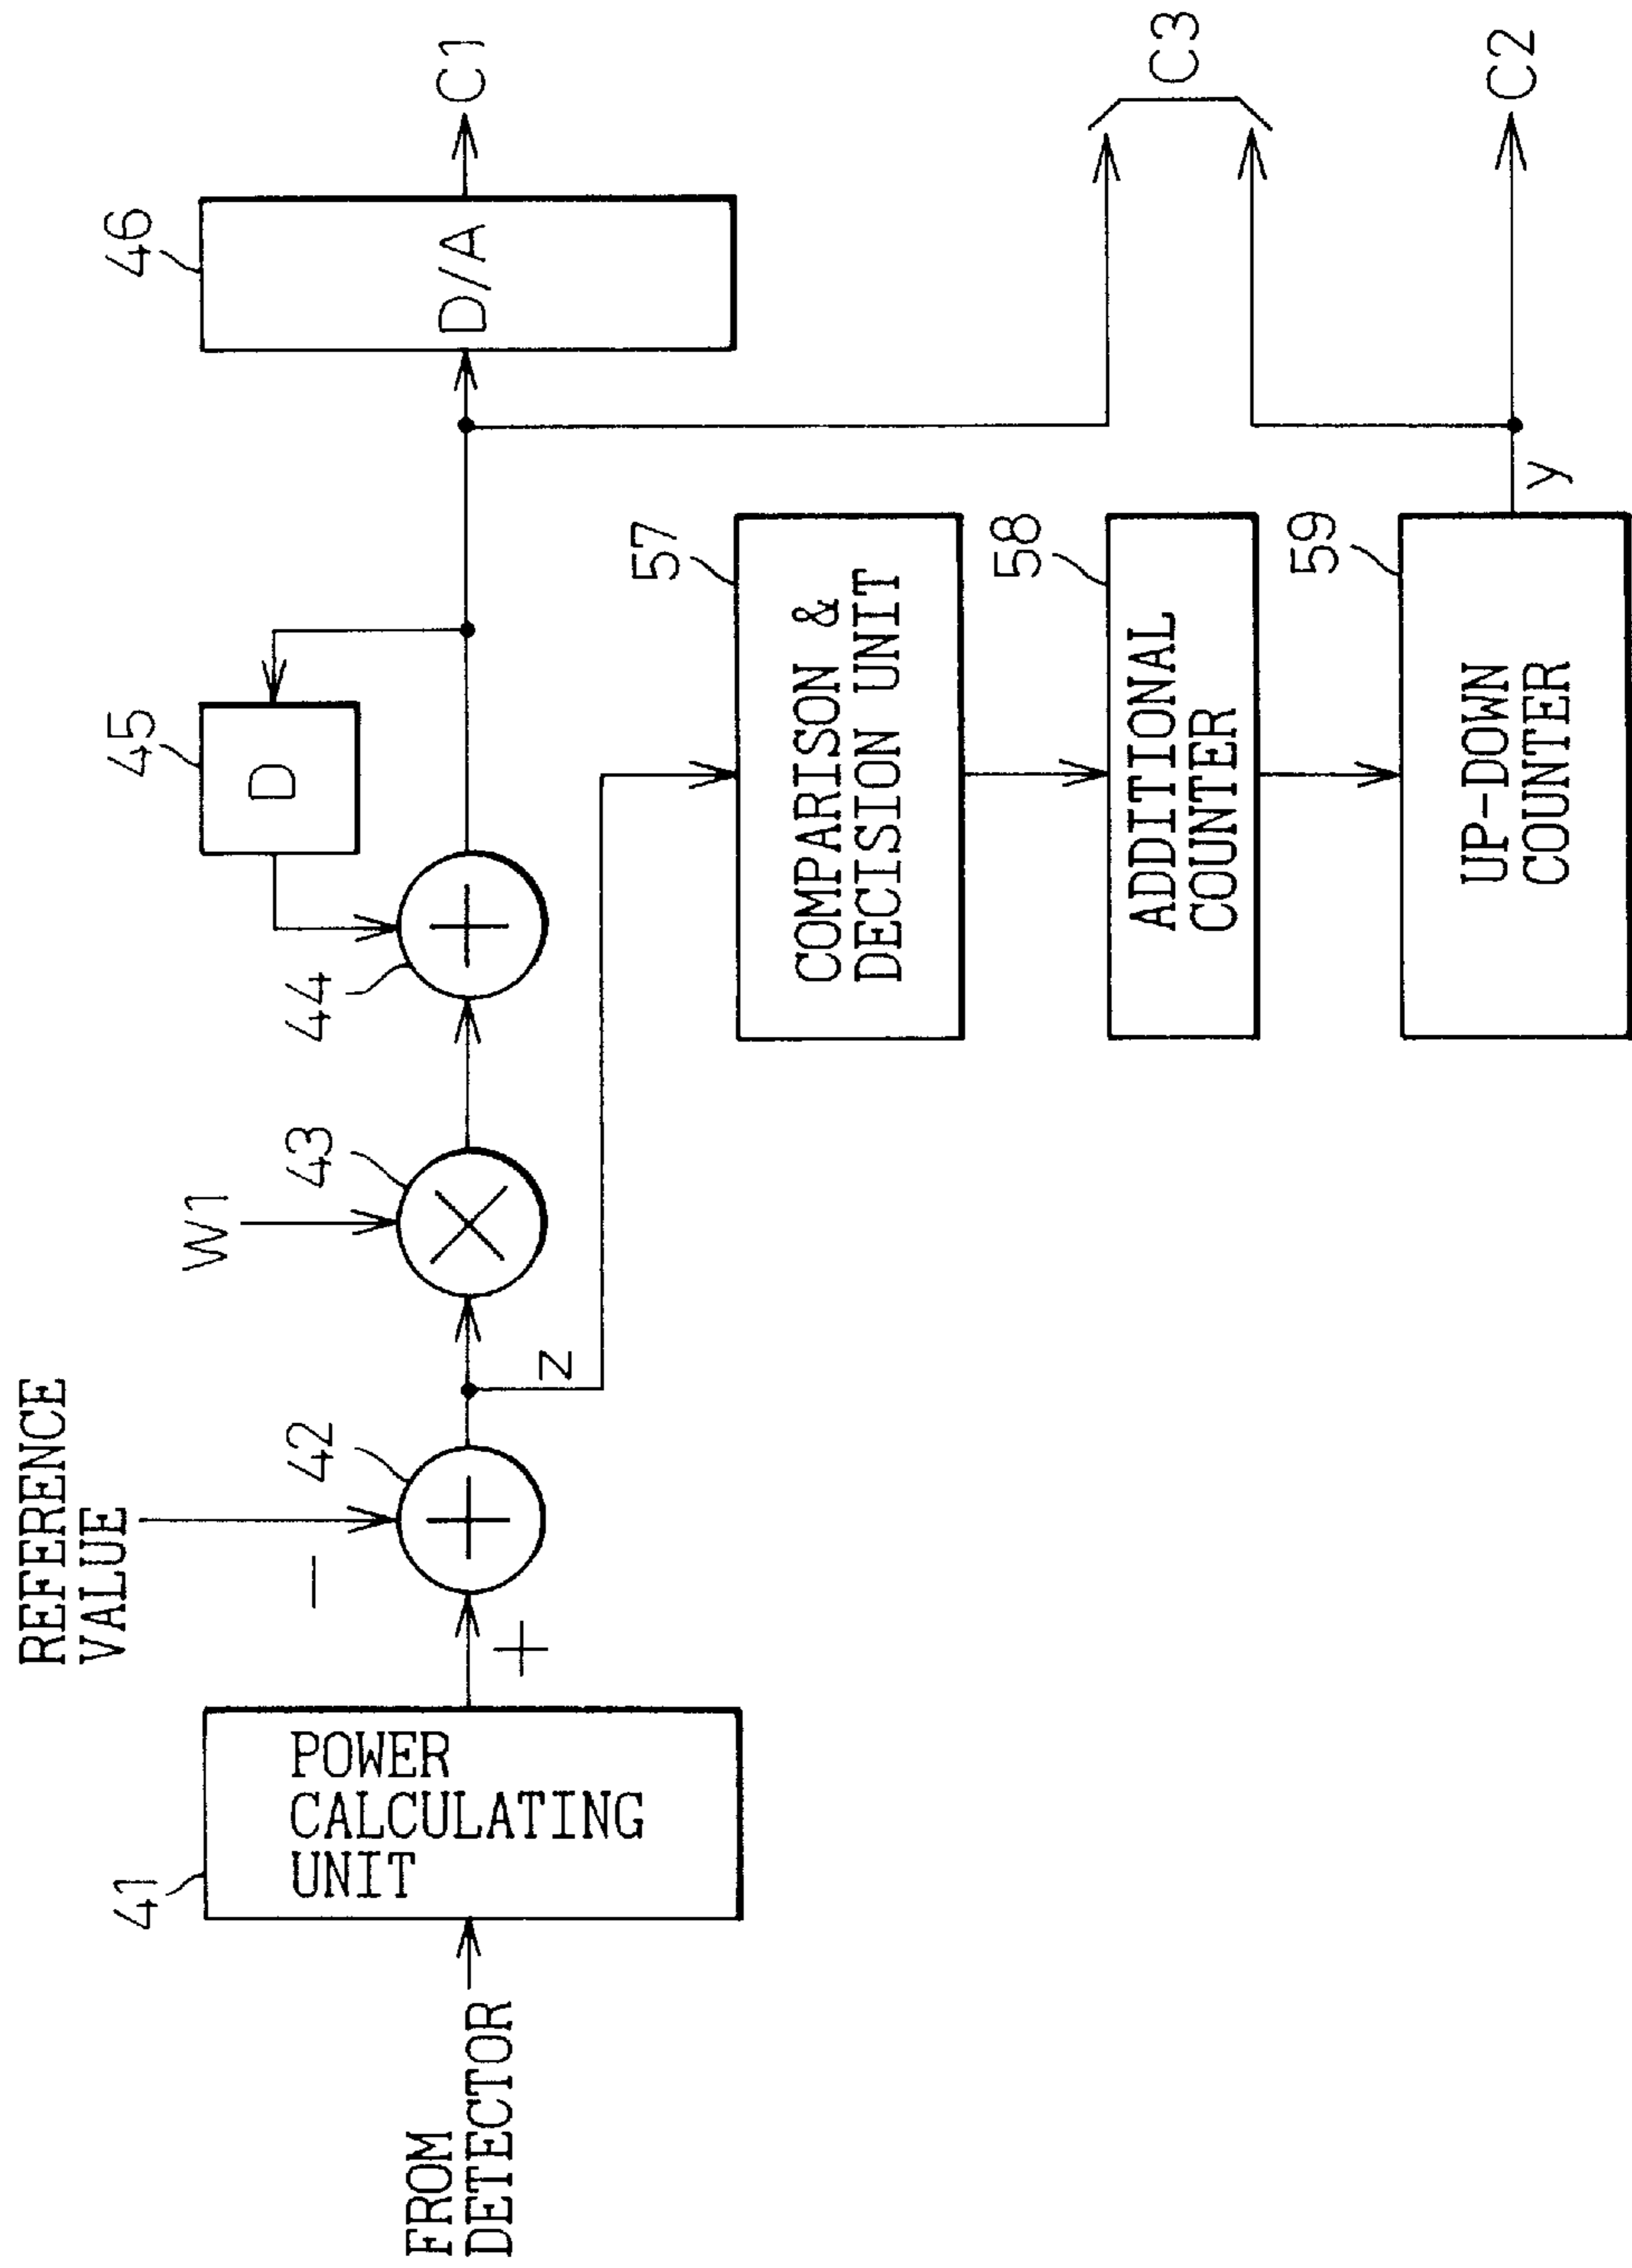 FROM
DETECTOR
41
POWER
CALCULATING
UNIT
REFERENCE
VALUE
−
+
42
z
W1
43
44
45
D
46
D/A
C1
57
COMPARISON &
DECISION UNIT
58
ADDITIONAL
COUNTER
59
UP-DOWN
COUNTER
y
C3
C2